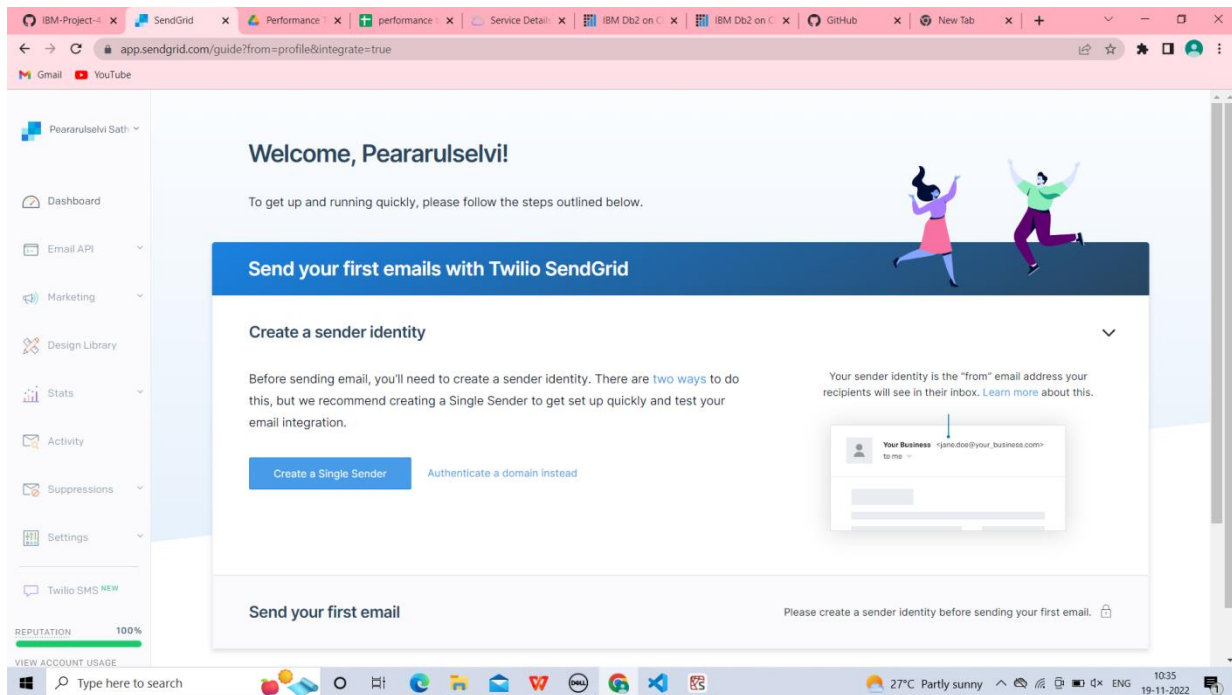 IBM-Project-4
SendGrid
Performance T
performance t
Service Detail
IBM Db2 on C
IBM Db2 on C
GitHub
New Tab
app.sendgrid.com/guide?from=profile&integrate=true
Gmail
YouTube
Peararulselvi Sath
Dashboard
Email API
Marketing
Design Library
Stats
Activity
Suppressions
Settings
Twilio SMS NEW
REPUTATION 100%
VIEW ACCOUNT USAGE
Welcome, Peararulselvi!
To get up and running quickly, please follow the steps outlined below.
Send your first emails with Twilio SendGrid
Create a sender identity
Before sending email, you'll need to create a sender identity. There are two ways to do
this, but we recommend creating a Single Sender to get set up quickly and test your
email integration.
Create a Single Sender
Authenticate a domain instead
Your sender identity is the "from" email address your
recipients will see in their inbox. Learn more about this.
Your Business <jane.doe@your_business.com>
to me
Send your first email
Please create a sender identity before sending your first email.
Type here to search
DELL
27°C Partly sunny
ENG
10:35
19-11-2022